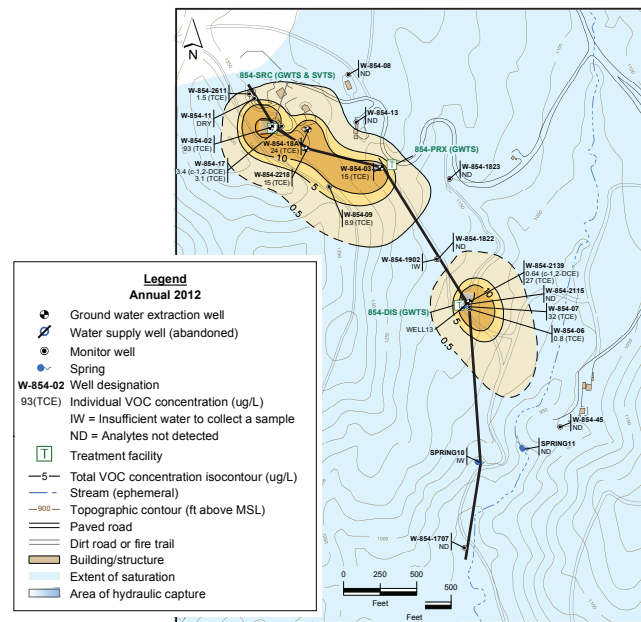 N
854-SRC (GWTS & SVTS)
W-854-08
ND
W-854-2611
1.5 (TCE)
W-854-13
ND
W-854-11
DRY
W-854-02
93 (TCE)
W-854-18A
24 (TCE)
10
854-PRX (GWTS)
W-854-17
3.4 (c-1,2-DCE)
3.1 (TCE)
W-854-2218
15 (TCE)
W-854-03
15 (TCE)
W-854-1823
ND
5
0.5
W-854-09
8.9 (TCE)
W-854-1822
ND
W-854-1902
IW
W-854-2139
0.64 (c-1,2-DCE)
27 (TCE)
W-854-2115
ND
10
W-854-07
32 (TCE)
854-DIS (GWTS)
5
WELL13
W-854-06
0.8 (TCE)
0.5
W-854-45
ND
SPRING10
IW
SPRING11
ND
W-854-1707
ND
0 250 500
Feet
500
Feet
Legend
Annual 2012
Ground water extraction well
Water supply well (abandoned)
Monitor well
Spring
W-854-02 Well designation
93(TCE) Individual VOC concentration (ug/L)
IW = Insufficient water to collect a sample
ND = Analytes not detected
T Treatment facility
5 Total VOC concentration isocontour (ug/L)
Stream (ephemeral)
900 Topographic contour (ft above MSL)
Paved road
Dirt road or fire trail
Building/structure
Extent of saturation
Area of hydraulic capture